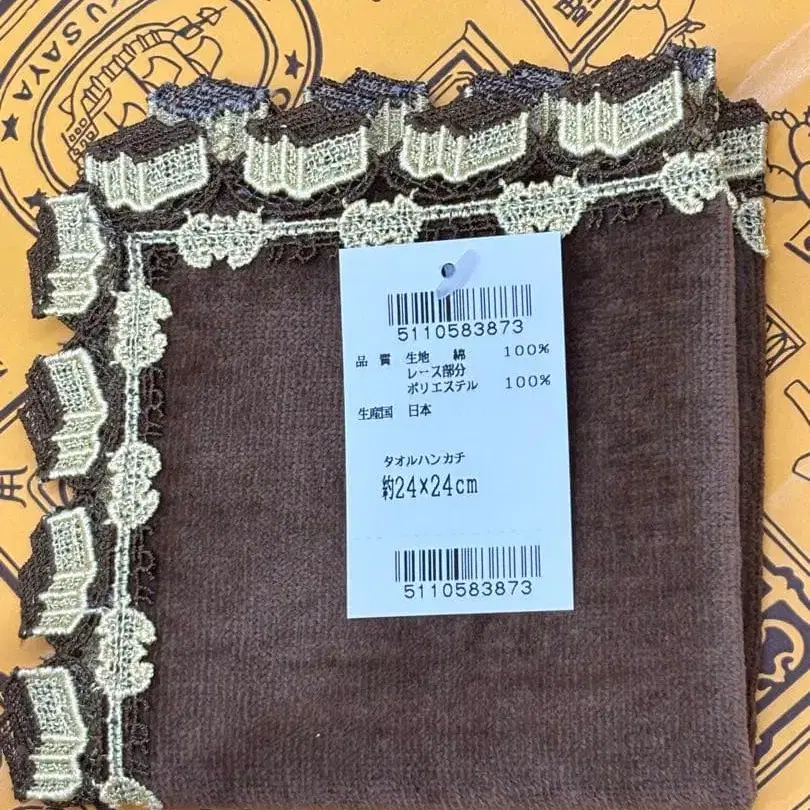 KUSAYA
5110583873
品 質 生地 綿 100%
レース部分
ポリエステル 100%
生産国 日本
タオルハンカチ
約24×24cm
5110583873